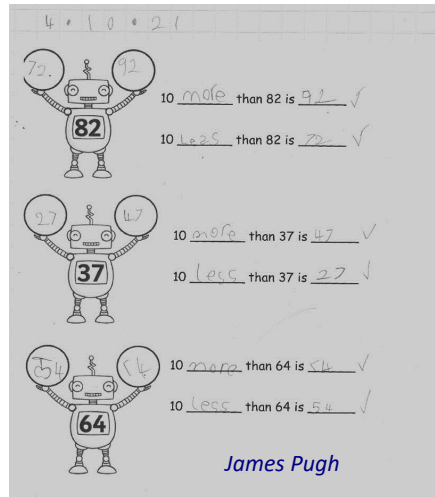 4 . 10 . 21
72. 92
10 more than 82 is 92 ✓
82
10 Less than 82 is 72 ✓
27 47
10 more than 37 is 47 ✓
37
10 less than 37 is 27 ✓
54
10 more than 64 is ✓
10 less than 64 is 54 ✓
64
James Pugh